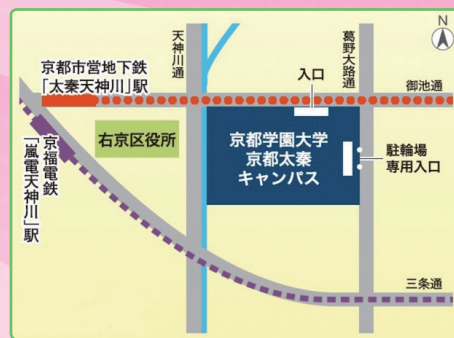 天神川通
葛野大路通
N
京都市営地下鉄
「太秦天神川」駅
入口
御池通
右京区役所
京都学園大学
京都太秦
キャンパス
駐輪場
専用入口
京福電鉄
「嵐電天神川」駅
三条通